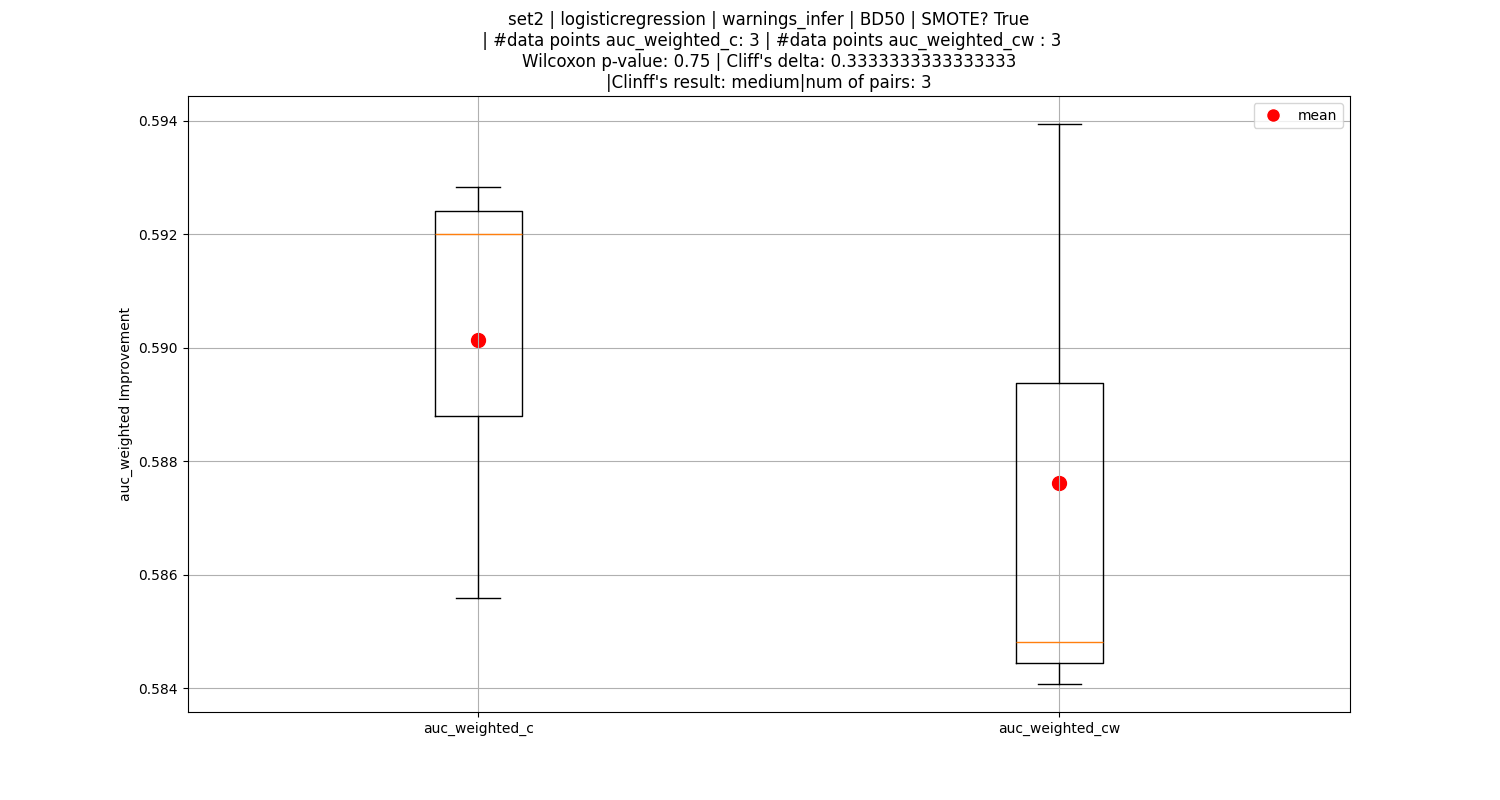 set2 | logisticregression | warnings_infer | BD50 | SMOTE? True
| #data points auc_weighted_c: 3 | #data points auc_weighted_cw : 3
Wilcoxon p-value: 0.75 | Cliff's delta: 0.3333333333333333
|Clinff's result: medium|num of pairs: 3
mean
0.594
0.592
0.590
0.588
0.586
0.584
auc_weighted Improvement
auc_weighted_c
auc_weighted_cw